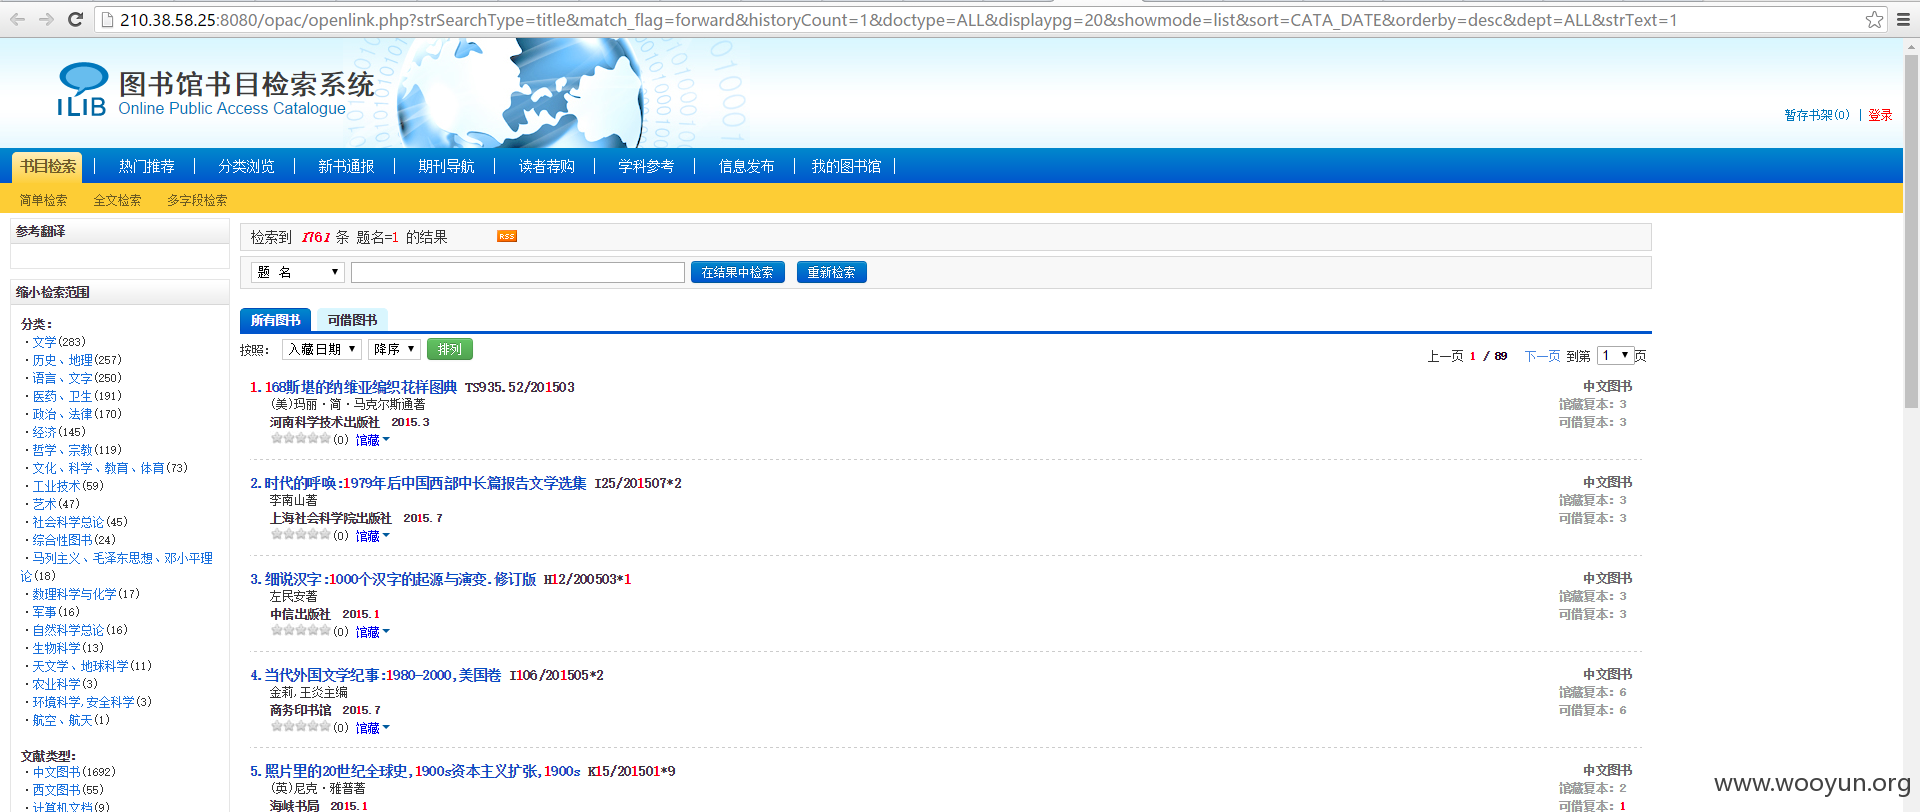 210.38.58.25:8080/opac/openlink.php?strSearchType=title&match_flag=forward&historyCount=1&doctype=ALL&displaypg=20&showmode=list&sort=CATA_DATE&orderby=desc&dept=ALL&strText=1
ILIB 图书馆书目检索系统
Online Public Access Catalogue
暂存书架(0) | 登录
书目检索 | 热门推荐 | 分类浏览 | 新书通报 | 期刊导航 | 读者荐购 | 学科参考 | 信息发布 | 我的图书馆 |
简单检索 全文检索 多字段检索
参考翻译
缩小检索范围
分类：
·文学(283)
·历史、地理(257)
·语言、文字(250)
·医药、卫生(191)
·政治、法律(170)
·经济(145)
·哲学、宗教(119)
·文化、科学、教育、体育(73)
·工业技术(59)
·艺术(47)
·社会科学总论(45)
·综合性图书(24)
·马列主义、毛泽东思想、邓小平理
论(18)
·数理科学与化学(17)
·军事(16)
·自然科学总论(16)
·生物科学(13)
·天文学、地球科学(11)
·农业科学(3)
·环境科学,安全科学(3)
·航空、航天(1)
文献类型：
·中文图书(1692)
·西文图书(55)
·计算机文档(9)
检索到 1761 条 题名=1 的结果 RSS
题 名 在结果中检索 重新检索
所有图书 可借图书
按照： 入藏日期 降序 排列
上一页 1 / 89 下一页 到第 1 页
1.168斯堪的纳维亚编织花样图典 TS935.52/201503 中文图书
(美)玛丽·简·马克尔斯通著 馆藏复本：3
河南科学技术出版社 2015.3 可借复本：3
(0) 馆藏
2.时代的呼唤:1979年后中国西部中长篇报告文学选集 I25/201507*2 中文图书
李南山著 馆藏复本：3
上海社会科学院出版社 2015.7 可借复本：3
(0) 馆藏
3.细说汉字:1000个汉字的起源与演变.修订版 H12/200503*1 中文图书
左民安著 馆藏复本：3
中信出版社 2015.1 可借复本：3
(0) 馆藏
4.当代外国文学纪事:1980-2000,美国卷 I106/201505*2 中文图书
金莉,王炎主编 馆藏复本：6
商务印书馆 2015.7 可借复本：6
(0) 馆藏
5.照片里的20世纪全球史,1900s资本主义扩张,1900s K15/201501*9 中文图书
(英)尼克·雅普著 馆藏复本：2
海峡书局 2015.1 可借复本：1
www.wooyun.org